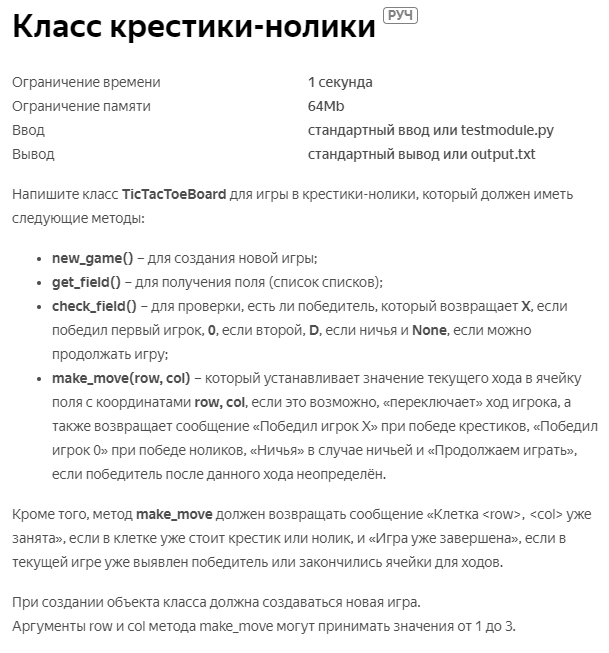 Класс крестики-нолики РУЧ
Ограничение времени 1 секунда
Ограничение памяти 64Mb
Ввод стандартный ввод или testmodule.py
Вывод стандартный вывод или output.txt
Напишите класс TicTacToeBoard для игры в крестики-нолики, который должен иметь
следующие методы:
• new_game() – для создания новой игры;
• get_field() – для получения поля (список списков);
• check_field() – для проверки, есть ли победитель, который возвращает X, если
победил первый игрок, 0, если второй, D, если ничья и None, если можно
продолжать игру;
• make_move(row, col) – который устанавливает значение текущего хода в ячейку
поля с координатами row, col, если это возможно, «переключает» ход игрока, а
также возвращает сообщение «Победил игрок X» при победе крестиков, «Победил
игрок 0» при победе ноликов, «Ничья» в случае ничьей и «Продолжаем играть»,
если победитель после данного хода неопределён.
Кроме того, метод make_move должен возвращать сообщение «Клетка <row>, <col> уже
занята», если в клетке уже стоит крестик или нолик, и «Игра уже завершена», если в
текущей игре уже выявлен победитель или закончились ячейки для ходов.
При создании объекта класса должна создаваться новая игра.
Аргументы row и col метода make_move могут принимать значения от 1 до 3.